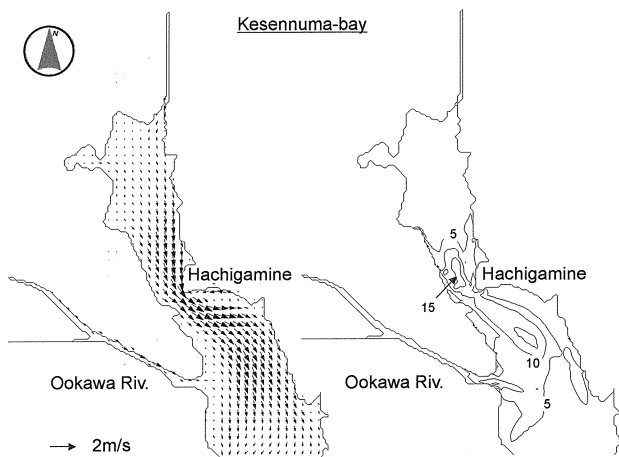 Kesennuma-bay
N
5
Hachigamine
Hachigamine
15
10
Ookawa Riv.
Ookawa Riv.
5
2m/s